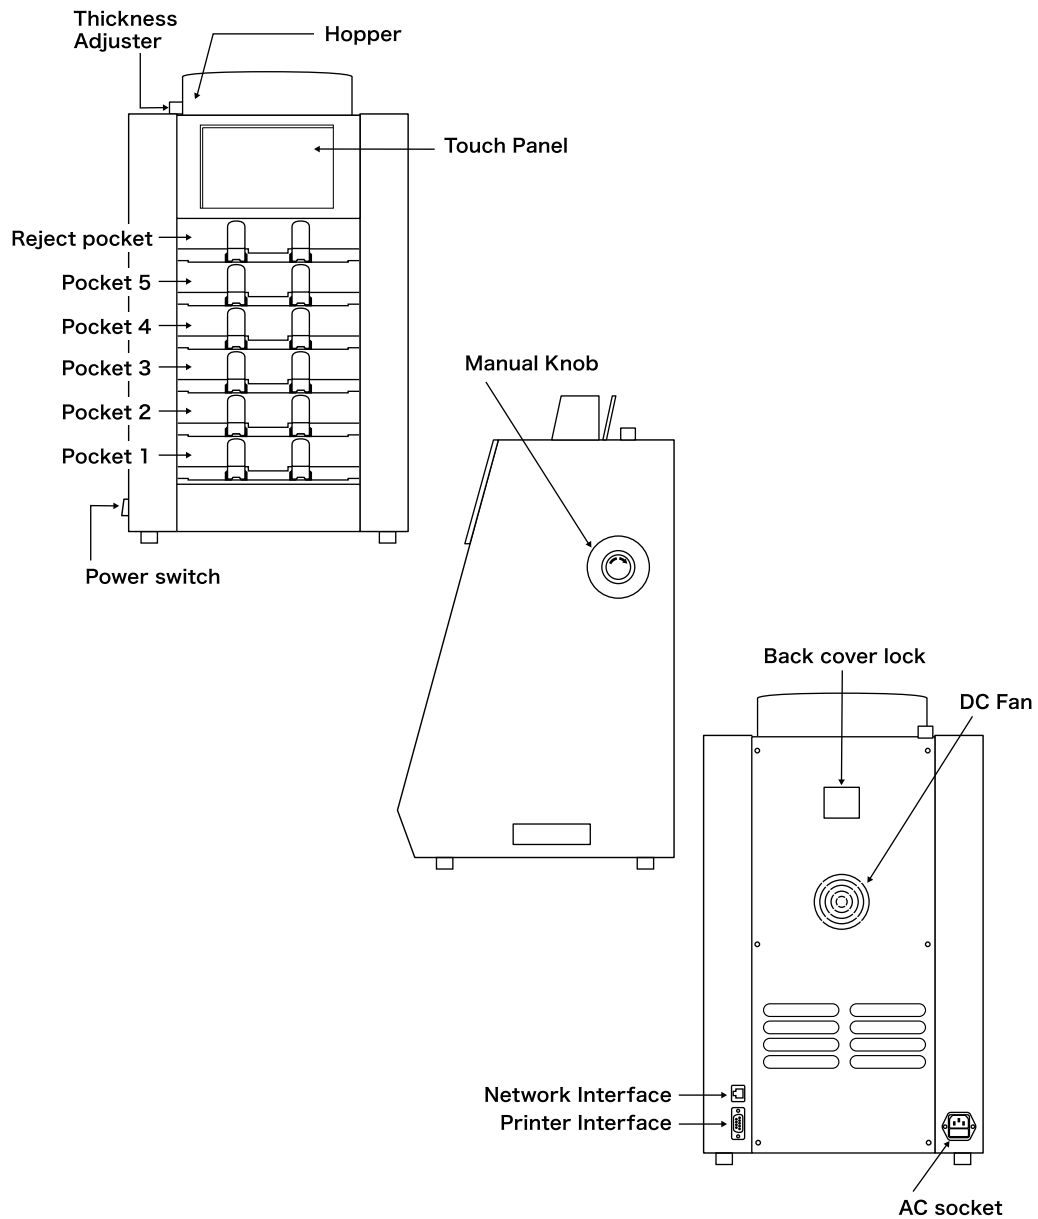 Thickness
Adjuster
Hopper
Touch Panel
Reject pocket
Pocket 5
Pocket 4
Pocket 3
Pocket 2
Pocket 1
Power switch
Manual Knob
Back cover lock
DC Fan
Network Interface
Printer Interface
AC socket